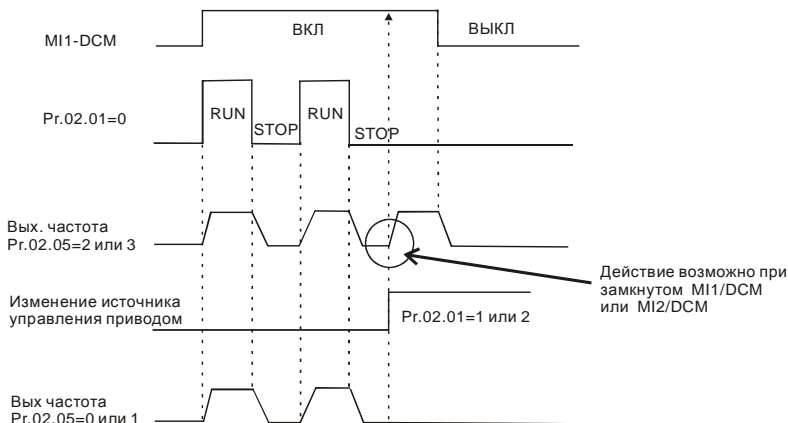 MI1-DCM
ВКЛ
ВЫКЛ
Pr.02.01=0
RUN
STOP
RUN
STOP
Вых. частота
Pr.02.05=2 или 3
Действие возможно при
замкнутом MI1/DCM
или MI2/DCM
Изменение источника
управления приводом
Pr.02.01=1 или 2
Вых частота
Pr.02.05=0 или 1